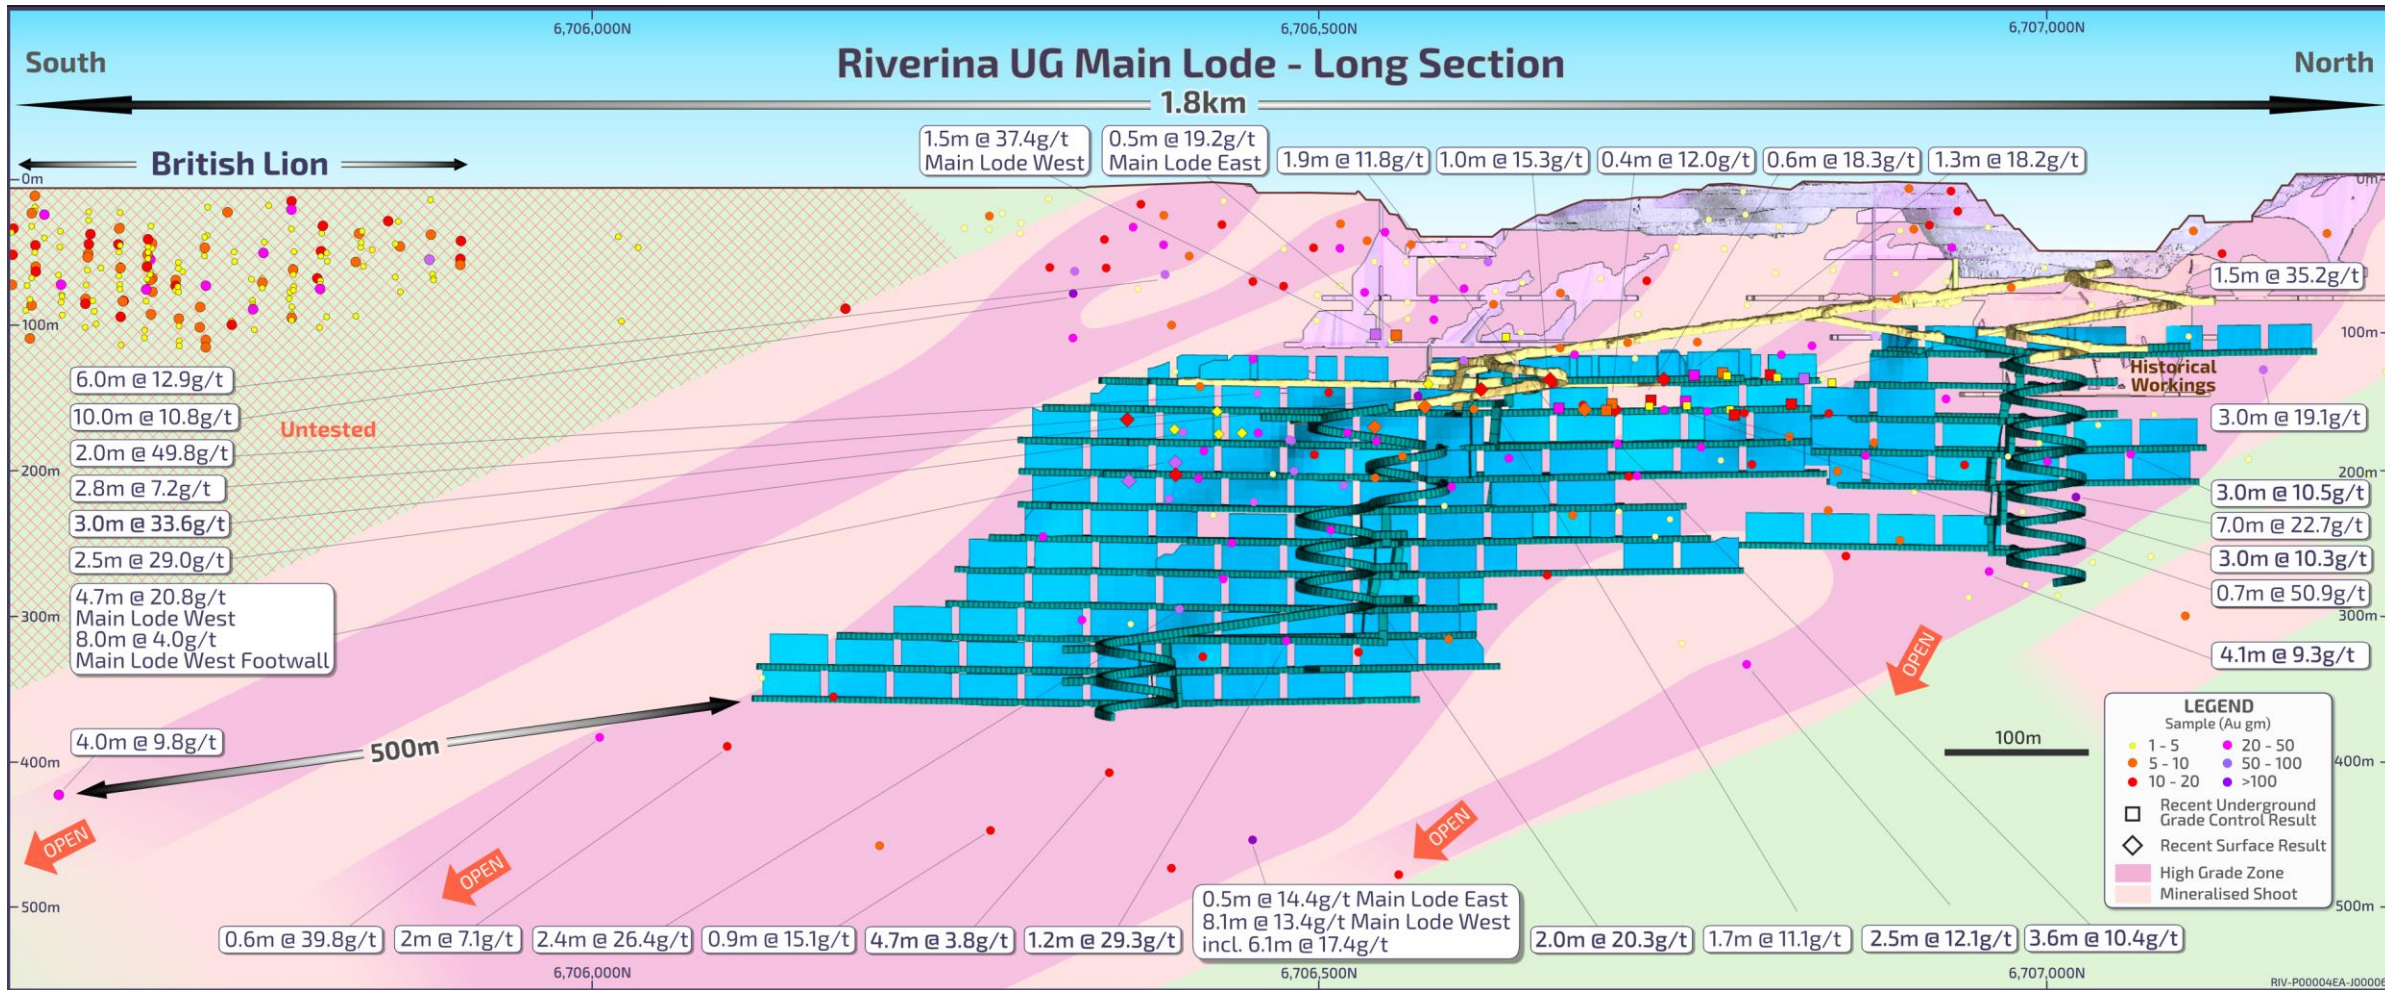 6,706,000N
6,706,500N
6,707,000N
South
Riverina UG Main Lode - Long Section
North
1.8km
British Lion
1.5m @ 37.4g/t
Main Lode West
0.5m @ 19.2g/t
Main Lode East
1.9m @ 11.8g/t
1.0m @ 15.3g/t
0.4m @ 12.0g/t
0.6m @ 18.3g/t
1.3m @ 18.2g/t
0m
0m
1.5m @ 35.2g/t
100m
100m
Historical
Workings
6.0m @ 12.9g/t
10.0m @ 10.8g/t
Untested
2.0m @ 49.8g/t
2.8m @ 7.2g/t
3.0m @ 33.6g/t
2.5m @ 29.0g/t
4.7m @ 20.8g/t
Main Lode West
8.0m @ 4.0g/t
Main Lode West Footwall
3.0m @ 19.1g/t
200m
200m
3.0m @ 10.5g/t
7.0m @ 22.7g/t
3.0m @ 10.3g/t
0.7m @ 50.9g/t
300m
300m
4.1m @ 9.3g/t
OPEN
4.0m @ 9.8g/t
500m
100m
LEGEND
Sample (Au gm)
1 - 5
20 - 50
5 - 10
50 - 100
10 - 20
>100
Recent Underground
Grade Control Result
Recent Surface Result
High Grade Zone
Mineralised Shoot
400m
400m
OPEN
OPEN
OPEN
500m
500m
0.6m @ 39.8g/t
2m @ 7.1g/t
2.4m @ 26.4g/t
0.9m @ 15.1g/t
4.7m @ 3.8g/t
1.2m @ 29.3g/t
0.5m @ 14.4g/t Main Lode East
8.1m @ 13.4g/t Main Lode West
incl. 6.1m @ 17.4g/t
2.0m @ 20.3g/t
1.7m @ 11.1g/t
2.5m @ 12.1g/t
3.6m @ 10.4g/t
6,706,000N
6,706,500N
6,707,000N
RIV-P00004EA-J00006